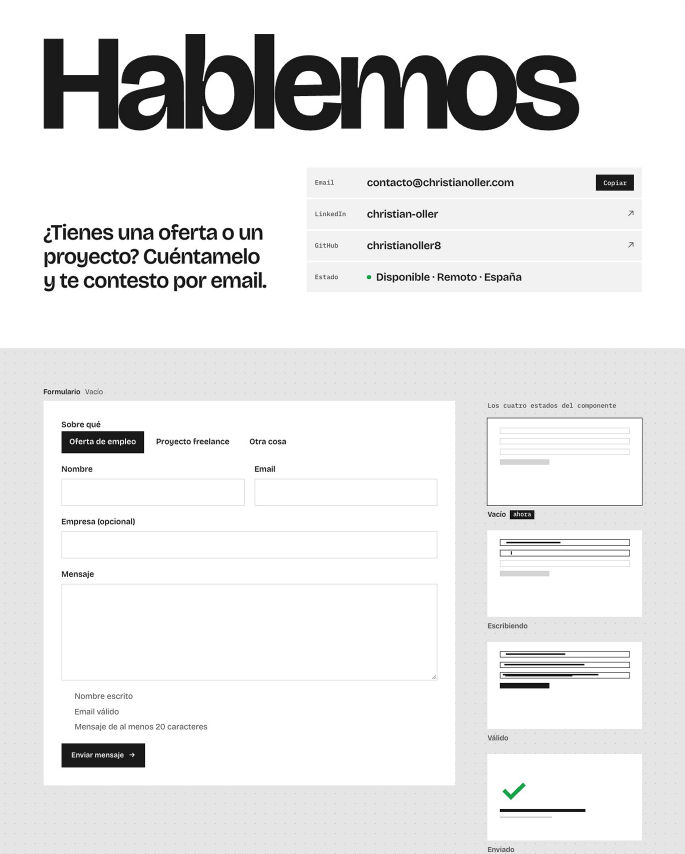 Hablemos
¿Tienes una oferta o un
proyecto? Cuéntamelo
y te contesto por email.
Email contacto@christianoller.com Copiar
LinkedIn christian-oller ↗
GitHub christianoller8 ↗
Estado Disponible · Remoto · España
Formulario Vacío
Sobre qué
Oferta de empleo Proyecto freelance Otra cosa
Nombre Email
Empresa (opcional)
Mensaje
Nombre escrito
Email válido
Mensaje de al menos 20 caracteres
Enviar mensaje →
Los cuatro estados del componente
Vacío ahora
Escribiendo
Válido
Enviado